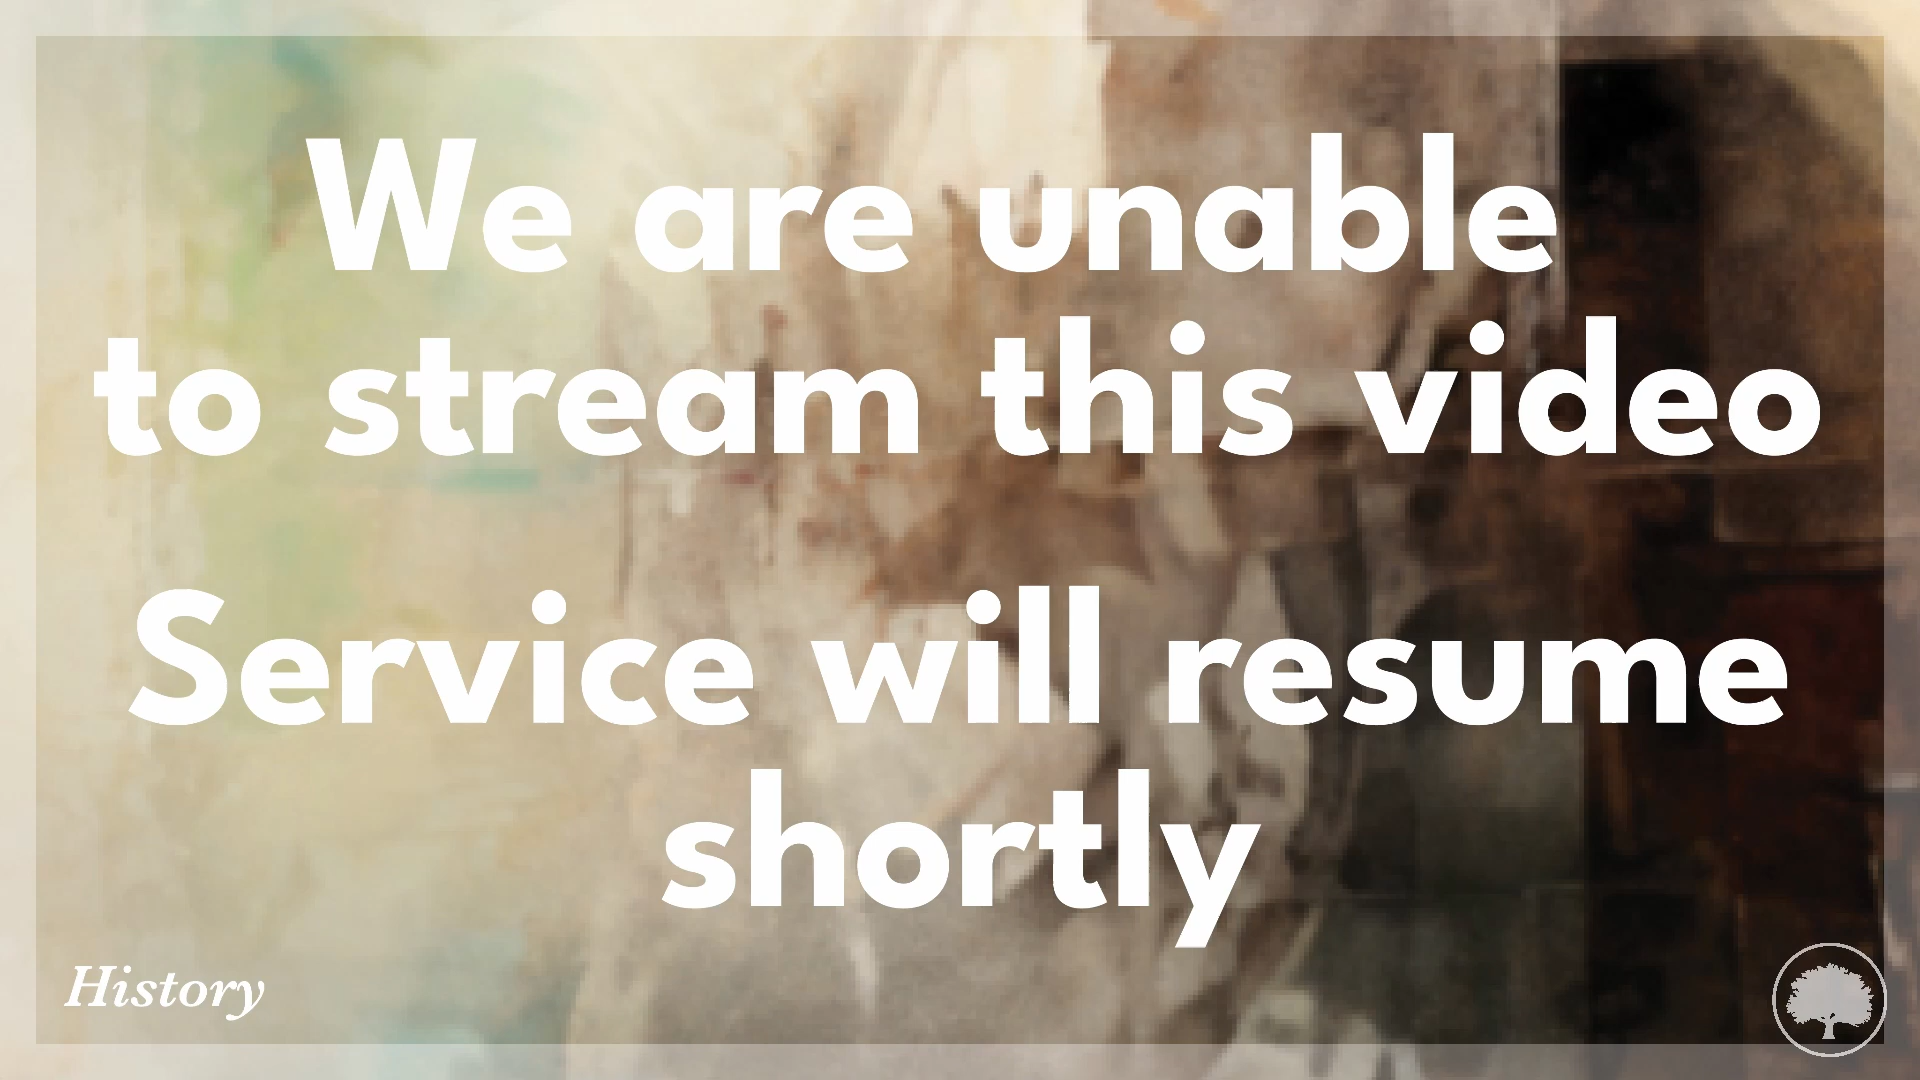 We are unable
to stream this video
Service will resume
shortly
History